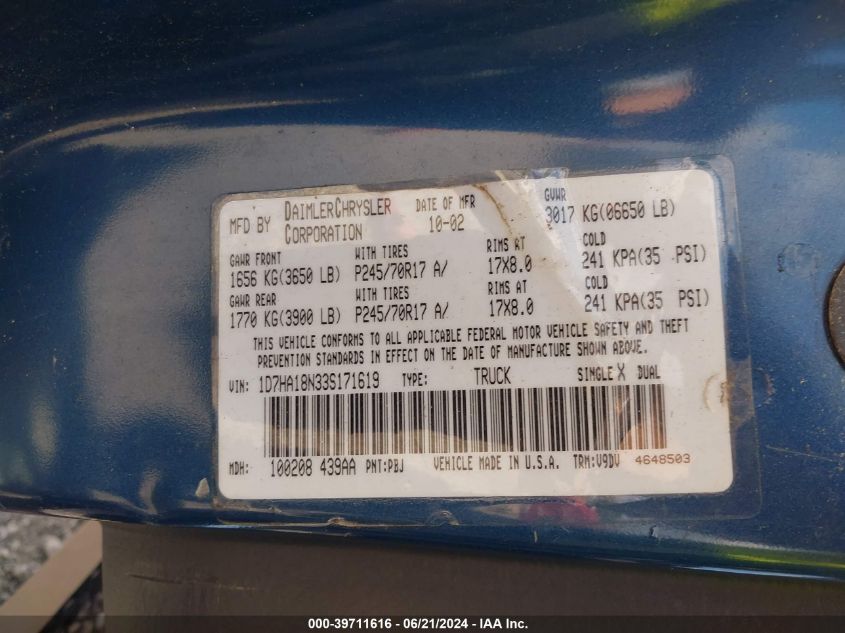 MFD BY DAIMLERCHRYSLER CORPORATION DATE OF MFR 10-02 GVWR 3017 KG(06650 LB)
GAWR FRONT WITH TIRES RIMS AT COLD
1656 KG(3650 LB) P245/70R17 A/ 17X8.0 241 KPA(35 PSI)
GAWR REAR WITH TIRES RIMS AT COLD
1770 KG(3900 LB) P245/70R17 A/ 17X8.0 241 KPA(35 PSI)
THIS VEHICLE CONFORMS TO ALL APPLICABLE FEDERAL MOTOR VEHICLE SAFETY AND THEFT
PREVENTION STANDARDS IN EFFECT ON THE DATE OF MANUFACTURE SHOWN ABOVE.
VIN: 1D7HA18N33S171619 TYPE: TRUCK SINGLE X DUAL
MDH: 100208 439AA PNT:PBJ VEHICLE MADE IN U.S.A. TRM:V9DV 4648503
000-39711616 - 06/21/2024 - IAA Inc.